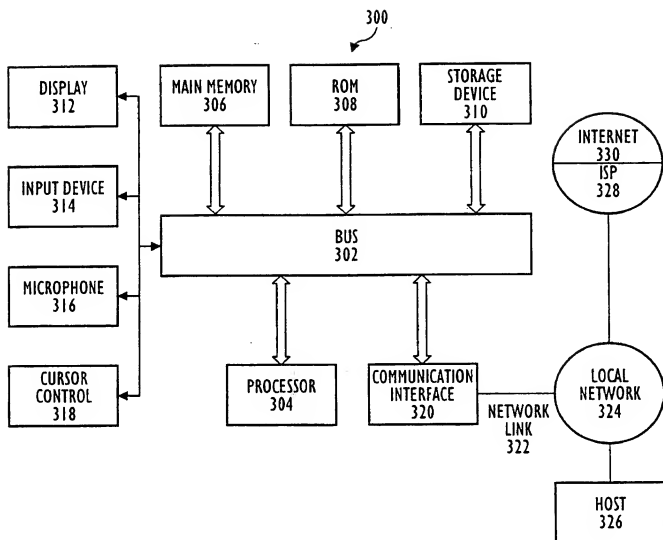 300
DISPLAY
312
MAIN MEMORY
306
ROM
308
STORAGE
DEVICE
310
INTERNET
330
ISP
328
INPUT DEVICE
314
BUS
302
MICROPHONE
316
CURSOR
CONTROL
318
PROCESSOR
304
COMMUNICATION
INTERFACE
320
NETWORK
LINK
322
LOCAL
NETWORK
324
HOST
326